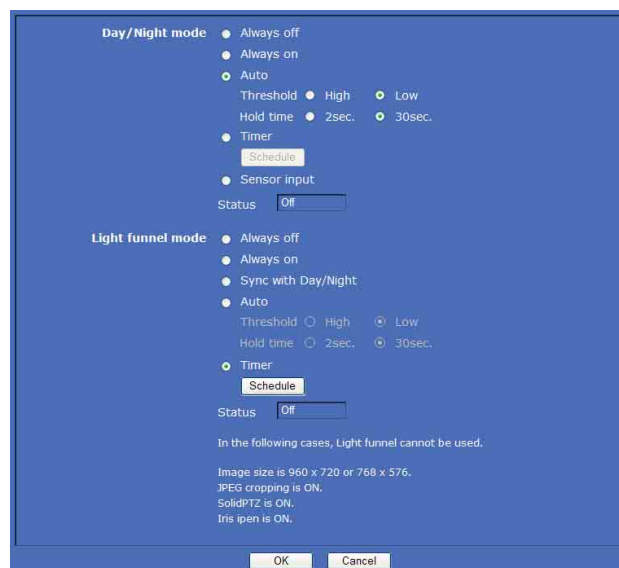 Day/Night mode Always off
Always on
Auto
Threshold High Low
Hold time 2sec. 30sec.
Timer
Schedule
Sensor input
Status Off
Light funnel mode Always off
Always on
Sync with Day/Night
Auto
Threshold High Low
Hold time 2sec. 30sec.
Timer
Schedule
Status Off
In the following cases, Light funnel cannot be used.
Image size is 960 x 720 or 768 x 576.
JPEG cropping is ON.
SolidPTZ is ON.
Iris ipen is ON.
OK Cancel